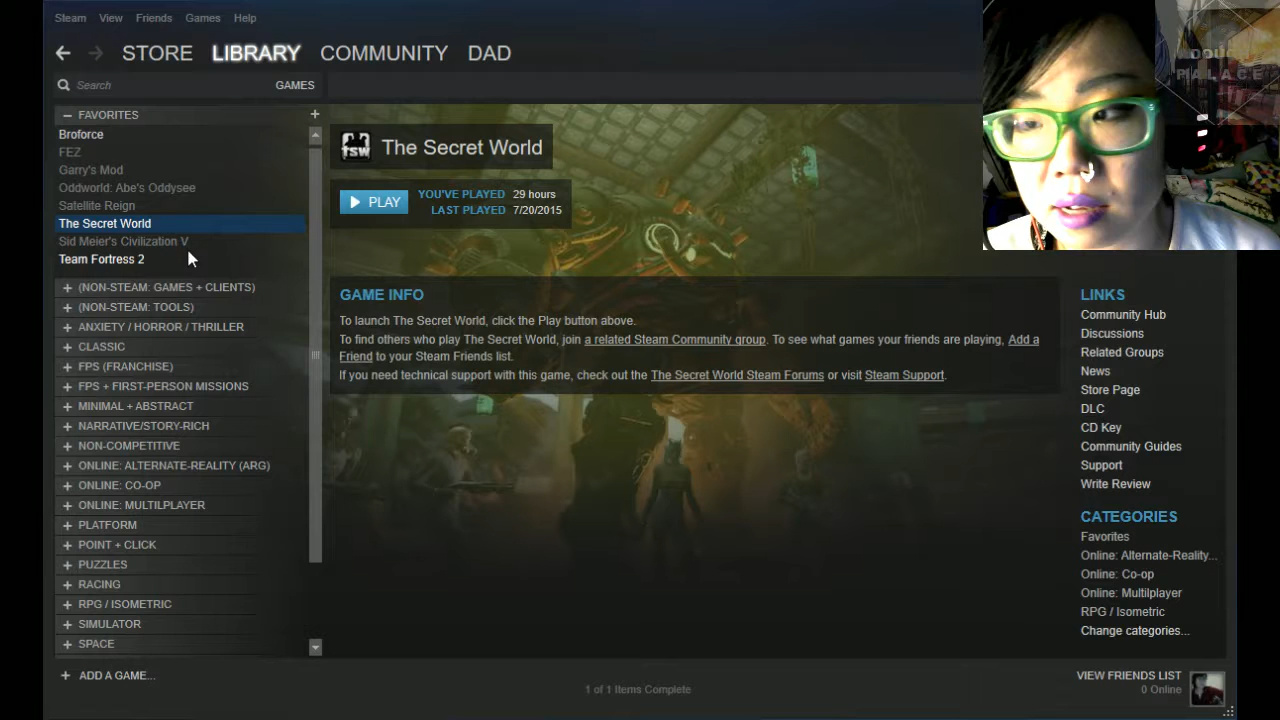 Steam View Friends Games Help
STORE LIBRARY COMMUNITY DAD
Search GAMES
— FAVORITES +
Broforce
FEZ
Garry's Mod
Oddworld: Abe's Oddysee
Satellite Reign
The Secret World
Sid Meier's Civilization V
Team Fortress 2
+ (NON-STEAM: GAMES + CLIENTS)
+ (NON-STEAM: TOOLS)
+ ANXIETY / HORROR / THRILLER
+ CLASSIC
+ FPS (FRANCHISE)
+ FPS + FIRST-PERSON MISSIONS
+ MINIMAL + ABSTRACT
+ NARRATIVE/STORY-RICH
+ NON-COMPETITIVE
+ ONLINE: ALTERNATE-REALITY (ARG)
+ ONLINE: CO-OP
+ ONLINE: MULTILPLAYER
+ PLATFORM
+ POINT + CLICK
+ PUZZLES
+ RACING
+ RPG / ISOMETRIC
+ SIMULATOR
+ SPACE
+ ADD A GAME...
tsw The Secret World
PLAY
YOU'VE PLAYED 29 hours
LAST PLAYED 7/20/2015
GAME INFO
To launch The Secret World, click the Play button above.
To find others who play The Secret World, join a related Steam Community group. To see what games your friends are playing, Add a
Friend to your Steam Friends list.
If you need technical support with this game, check out the The Secret World Steam Forums or visit Steam Support.
1 of 1 Items Complete
PALACE
LINKS
Community Hub
Discussions
Related Groups
News
Store Page
DLC
CD Key
Community Guides
Support
Write Review
CATEGORIES
Favorites
Online: Alternate-Reality...
Online: Co-op
Online: Multilplayer
RPG / Isometric
Change categories...
VIEW FRIENDS LIST
0 Online